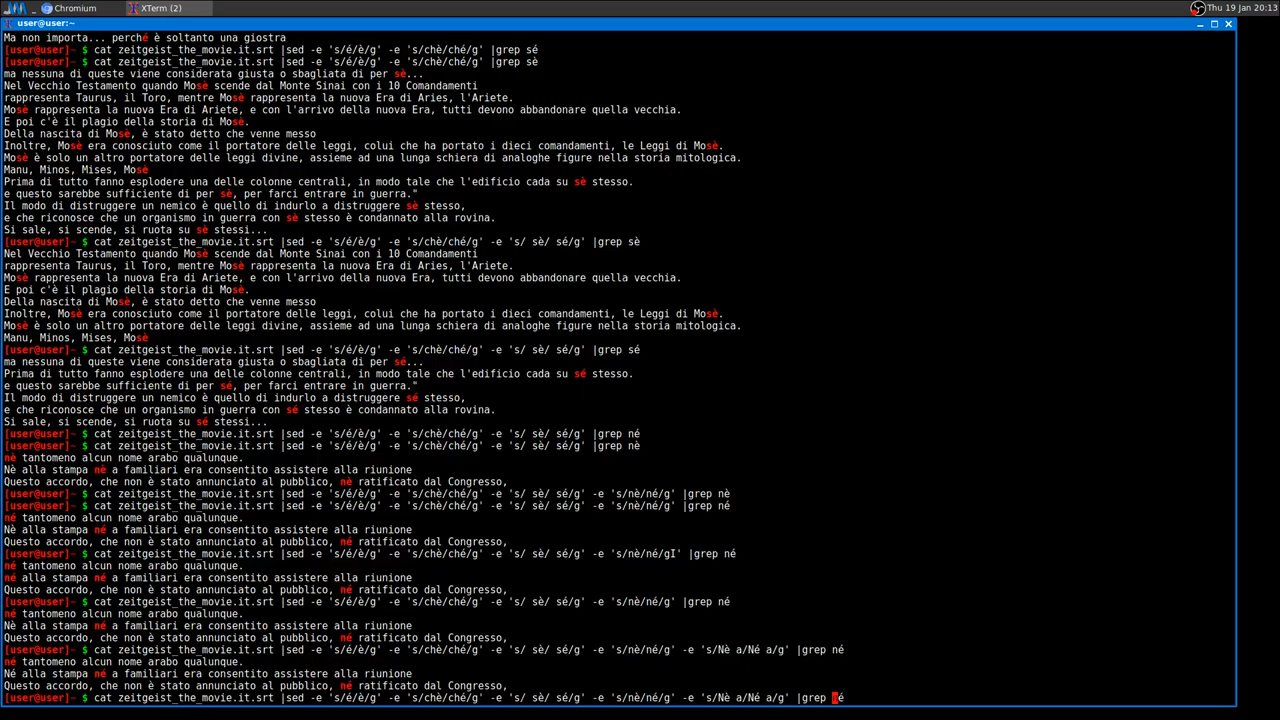 Chromium
XTerm (2)
Thu 19 Jan 20:13
user@user:~
Ma non importa... perché è soltanto una giostra
[user@user]~ $ cat zeitgeist_the_movie.it.srt |sed -e 's/é/è/g' -e 's/chè/ché/g' |grep sé
[user@user]~ $ cat zeitgeist_the_movie.it.srt |sed -e 's/é/è/g' -e 's/chè/ché/g' |grep sè
ma nessuna di queste viene considerata giusta o sbagliata di per sè...
Nel Vecchio Testamento quando Mosè scende dal Monte Sinai con i 10 Comandamenti
rappresenta Taurus, il Toro, mentre Mosè rappresenta la nuova Era di Aries, l'Ariete.
Mosè rappresenta la nuova Era di Ariete, e con l'arrivo della nuova Era, tutti devono abbandonare quella vecchia.
E poi c'è il plagio della storia di Mosè.
Della nascita di Mosè, è stato detto che venne messo
Inoltre, Mosè era conosciuto come il portatore delle leggi, colui che ha portato i dieci comandamenti, le Leggi di Mosè.
Mosè è solo un altro portatore delle leggi divine, assieme ad una lunga schiera di analoghe figure nella storia mitologica.
Manu, Minos, Mises, Mosè
Prima di tutto fanno esplodere una delle colonne centrali, in modo tale che l'edificio cada su sè stesso.
e questo sarebbe sufficiente di per sè, per farci entrare in guerra."
Il modo di distruggere un nemico è quello di indurlo a distruggere sè stesso,
e che riconosce che un organismo in guerra con sè stesso è condannato alla rovina.
Si sale, si scende, si ruota su sè stessi...
[user@user]~ $ cat zeitgeist_the_movie.it.srt |sed -e 's/é/è/g' -e 's/chè/ché/g' -e 's/ sè/ sé/g' |grep sè
Nel Vecchio Testamento quando Mosè scende dal Monte Sinai con i 10 Comandamenti
rappresenta Taurus, il Toro, mentre Mosè rappresenta la nuova Era di Aries, l'Ariete.
Mosè rappresenta la nuova Era di Ariete, e con l'arrivo della nuova Era, tutti devono abbandonare quella vecchia.
E poi c'è il plagio della storia di Mosè.
Della nascita di Mosè, è stato detto che venne messo
Inoltre, Mosè era conosciuto come il portatore delle leggi, colui che ha portato i dieci comandamenti, le Leggi di Mosè.
Mosè è solo un altro portatore delle leggi divine, assieme ad una lunga schiera di analoghe figure nella storia mitologica.
Manu, Minos, Mises, Mosè
[user@user]~ $ cat zeitgeist_the_movie.it.srt |sed -e 's/é/è/g' -e 's/chè/ché/g' -e 's/ sè/ sé/g' |grep sé
ma nessuna di queste viene considerata giusta o sbagliata di per sé...
Prima di tutto fanno esplodere una delle colonne centrali, in modo tale che l'edificio cada su sé stesso.
e questo sarebbe sufficiente di per sé, per farci entrare in guerra."
Il modo di distruggere un nemico è quello di indurlo a distruggere sé stesso,
e che riconosce che un organismo in guerra con sé stesso è condannato alla rovina.
Si sale, si scende, si ruota su sé stessi...
[user@user]~ $ cat zeitgeist_the_movie.it.srt |sed -e 's/é/è/g' -e 's/chè/ché/g' -e 's/ sè/ sé/g' |grep né
[user@user]~ $ cat zeitgeist_the_movie.it.srt |sed -e 's/é/è/g' -e 's/chè/ché/g' -e 's/ sè/ sé/g' |grep nè
nè tantomeno alcun nome arabo qualunque.
Nè alla stampa nè a familiari era consentito assistere alla riunione
Questo accordo, che non è stato annunciato al pubblico, nè ratificato dal Congresso,
[user@user]~ $ cat zeitgeist_the_movie.it.srt |sed -e 's/é/è/g' -e 's/chè/ché/g' -e 's/ sè/ sé/g' -e 's/nè/né/g' |grep nè
[user@user]~ $ cat zeitgeist_the_movie.it.srt |sed -e 's/é/è/g' -e 's/chè/ché/g' -e 's/ sè/ sé/g' -e 's/nè/né/g' |grep né
né tantomeno alcun nome arabo qualunque.
Nè alla stampa né a familiari era consentito assistere alla riunione
Questo accordo, che non è stato annunciato al pubblico, né ratificato dal Congresso,
[user@user]~ $ cat zeitgeist_the_movie.it.srt |sed -e 's/é/è/g' -e 's/chè/ché/g' -e 's/ sè/ sé/g' -e 's/nè/né/gI' |grep né
né tantomeno alcun nome arabo qualunque.
né alla stampa né a familiari era consentito assistere alla riunione
Questo accordo, che non è stato annunciato al pubblico, né ratificato dal Congresso,
[user@user]~ $ cat zeitgeist_the_movie.it.srt |sed -e 's/é/è/g' -e 's/chè/ché/g' -e 's/ sè/ sé/g' -e 's/nè/né/g' |grep né
né tantomeno alcun nome arabo qualunque.
Nè alla stampa né a familiari era consentito assistere alla riunione
Questo accordo, che non è stato annunciato al pubblico, né ratificato dal Congresso,
[user@user]~ $ cat zeitgeist_the_movie.it.srt |sed -e 's/é/è/g' -e 's/chè/ché/g' -e 's/ sè/ sé/g' -e 's/nè/né/g' -e 's/Nè a/Né a/g' |grep né
né tantomeno alcun nome arabo qualunque.
Né alla stampa né a familiari era consentito assistere alla riunione
Questo accordo, che non è stato annunciato al pubblico, né ratificato dal Congresso,
[user@user]~ $ cat zeitgeist_the_movie.it.srt |sed -e 's/é/è/g' -e 's/chè/ché/g' -e 's/ sè/ sé/g' -e 's/nè/né/g' -e 's/Nè a/Né a/g' |grep é